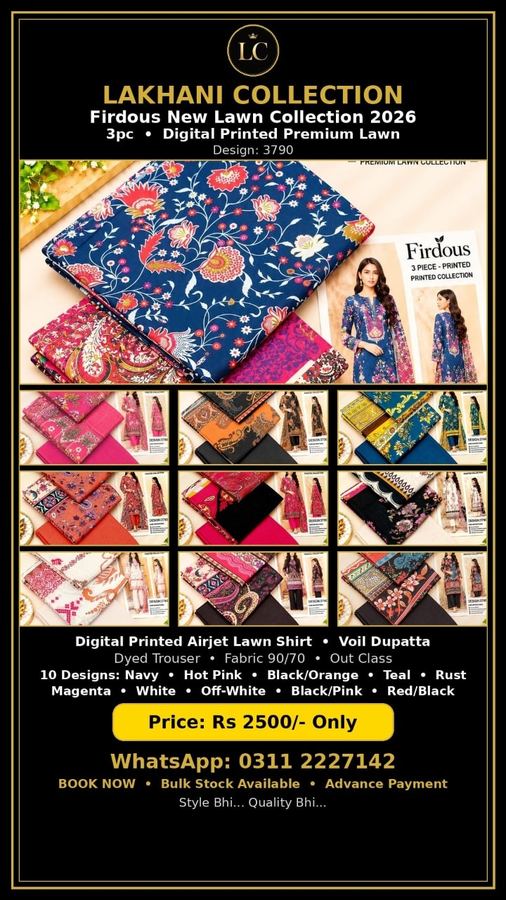 LC
LAKHANI COLLECTION
Firdous New Lawn Collection 2026
3pc • Digital Printed Premium Lawn
Design: 3790
PREMIUM LAWN COLLECTION
Firdous
3 PIECE - PRINTED
PRINTED COLLECTION
Digital Printed Airjet Lawn Shirt • Voil Dupatta
Dyed Trouser • Fabric 90/70 • Out Class
10 Designs: Navy • Hot Pink • Black/Orange • Teal • Rust
Magenta • White • Off-White • Black/Pink • Red/Black
Price: Rs 2500/- Only
WhatsApp: 0311 2227142
BOOK NOW • Bulk Stock Available • Advance Payment
Style Bhi... Quality Bhi...